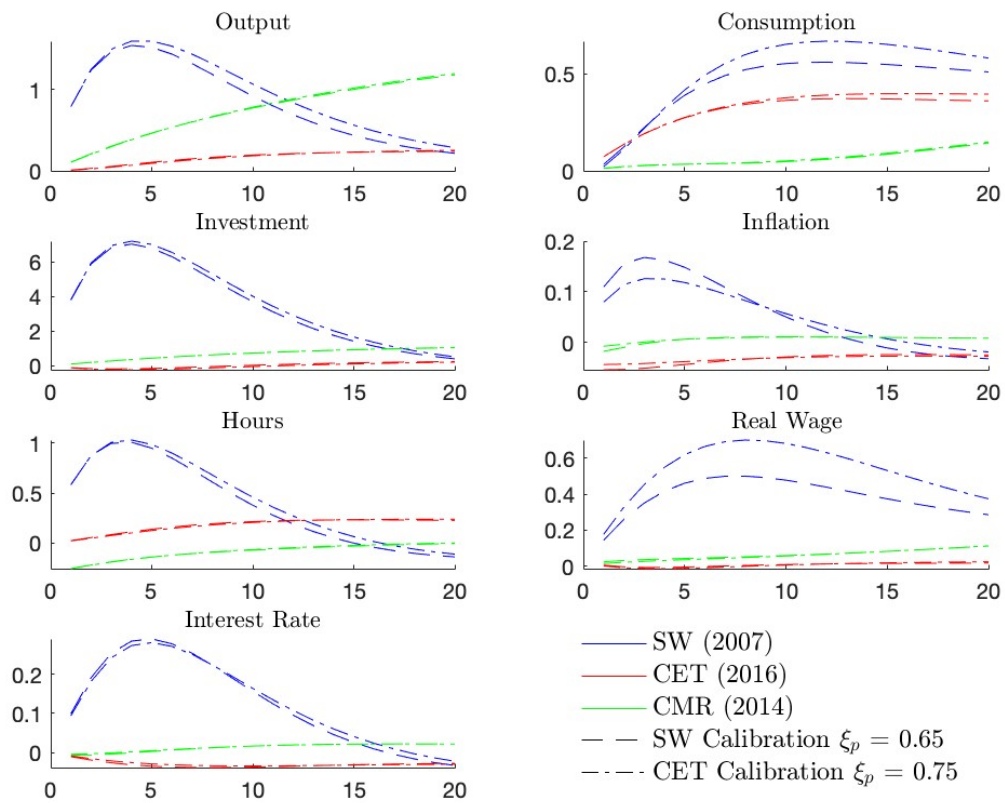 Output
1
0
0 5 10 15 20
Consumption
0.5
0
0 5 10 15 20
Investment
6
4
2
0
0 5 10 15 20
Inflation
0.2
0.1
0
0 5 10 15 20
Hours
1
0.5
0
0 5 10 15 20
Real Wage
0.6
0.4
0.2
0
0 5 10 15 20
Interest Rate
0.2
0.1
0
0 5 10 15 20
SW (2007)
CET (2016)
CMR (2014)
SW Calibration ξp = 0.65
CET Calibration ξp = 0.75